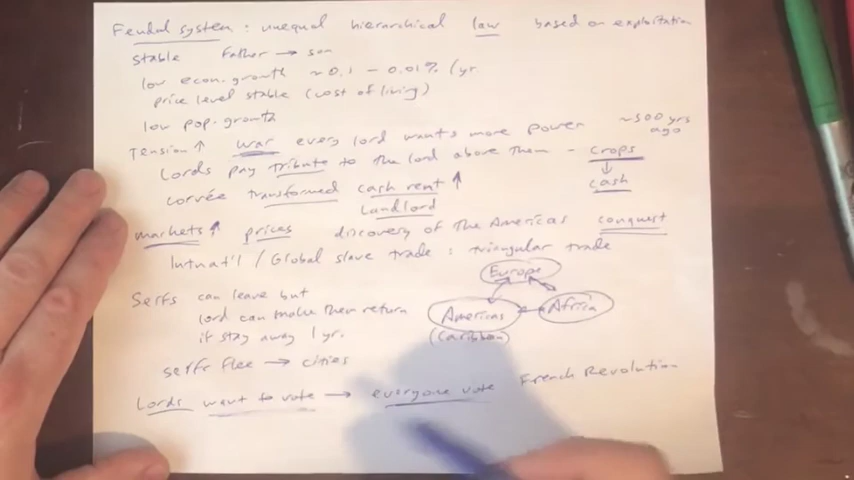 Feudal system: unequal hierarchical law based on exploitation
stable Father → son
low econ. growth ~0.1 - 0.01% /yr
price level stable (cost of living)
low pop. growth
Tension ↑ war every lord wants more power ~500 yrs ago
Lords pay tribute to the lord above them - crops
↓
corvée transformed cash rent ↑ cash
Landlord
markets ↑ prices discovery of the Americas conquest
Intnat'l / Global slave trade: triangular trade
Europe
Serfs can leave but
lord can make them return Americas Africa
if stay away 1 yr. (Caribbean)
serfs flee → cities
Lords want to vote → everyone vote French Revolution